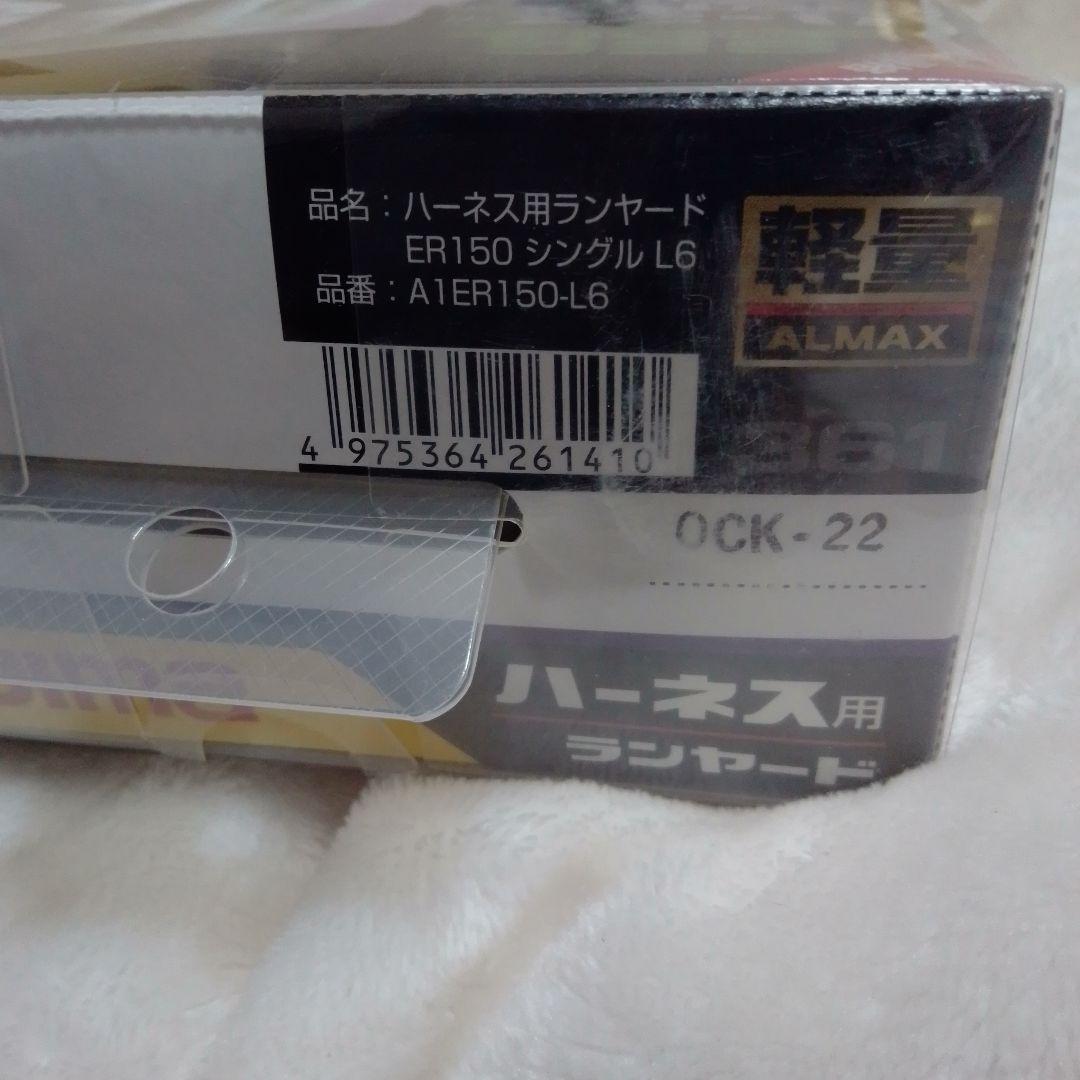 品名：ハーネス用ランヤード
ER150 シングル L6
品番：A1ER150-L6
軽量
ALMAX
4 975364 261410
361
OCK-22
ハーネス用
ランヤード